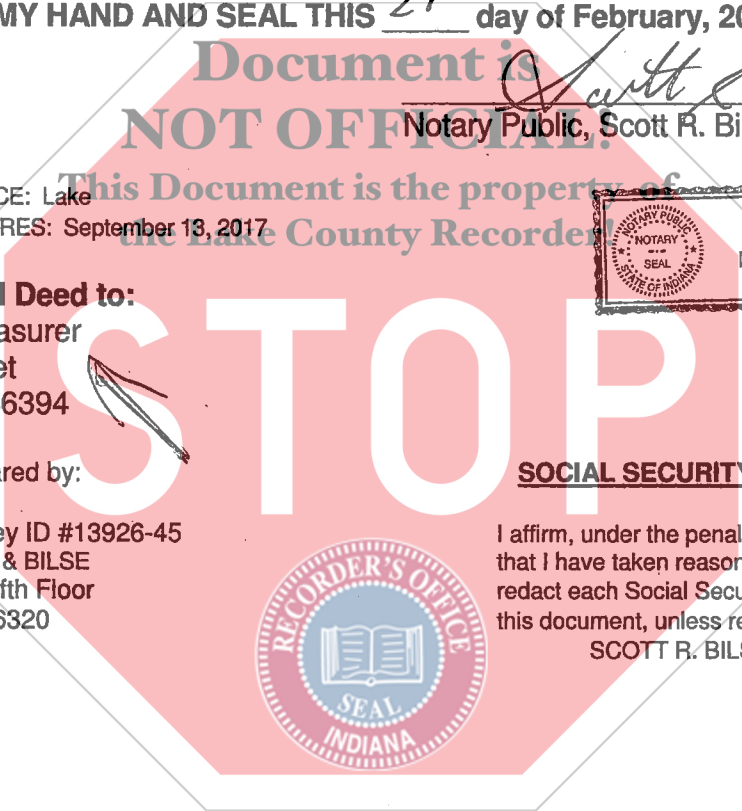 MY HAND AND SEAL THIS 21 day of February, 20
Document is
NOT OFFICIAL!
Notary Public, Scott R. Bi
This Document is the property of
the Lake County Recorder!
CE: Lake
RES: September 13, 2017
NOTARY PUBLIC
NOTARY
SEAL
STATE OF INDIANA
l Deed to:
asurer
et
6394
STOP
red by:
SOCIAL SECURITY
ey ID #13926-45
& BILSE
fth Floor
6320
I affirm, under the penal
that I have taken reason
redact each Social Secu
this document, unless re
SCOTT R. BILS
RECORDER'S OFFICE
SEAL
INDIANA